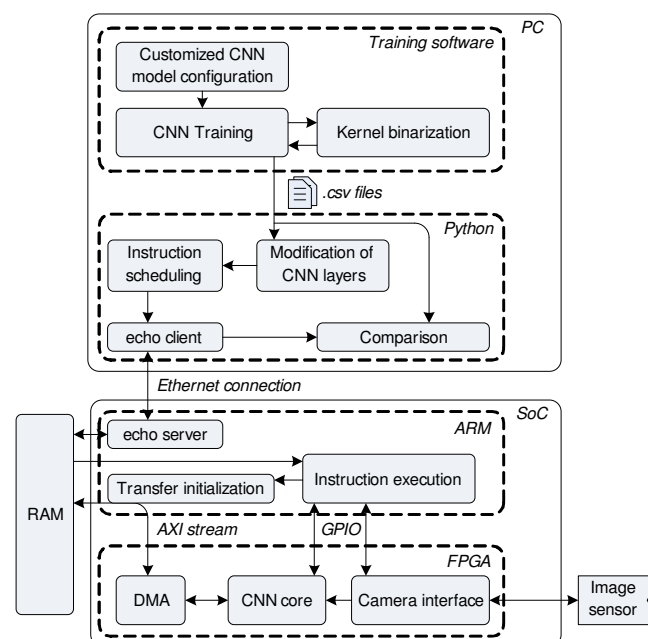 PC
Training software
Customized CNN
model configuration
CNN Training
Kernel binarization
.csv files
Python
Instruction
scheduling
Modification of
CNN layers
echo client
Comparison
Ethernet connection
SoC
ARM
echo server
Instruction execution
Transfer initialization
RAM
AXI stream
GPIO
FPGA
DMA
CNN core
Camera interface
Image
sensor